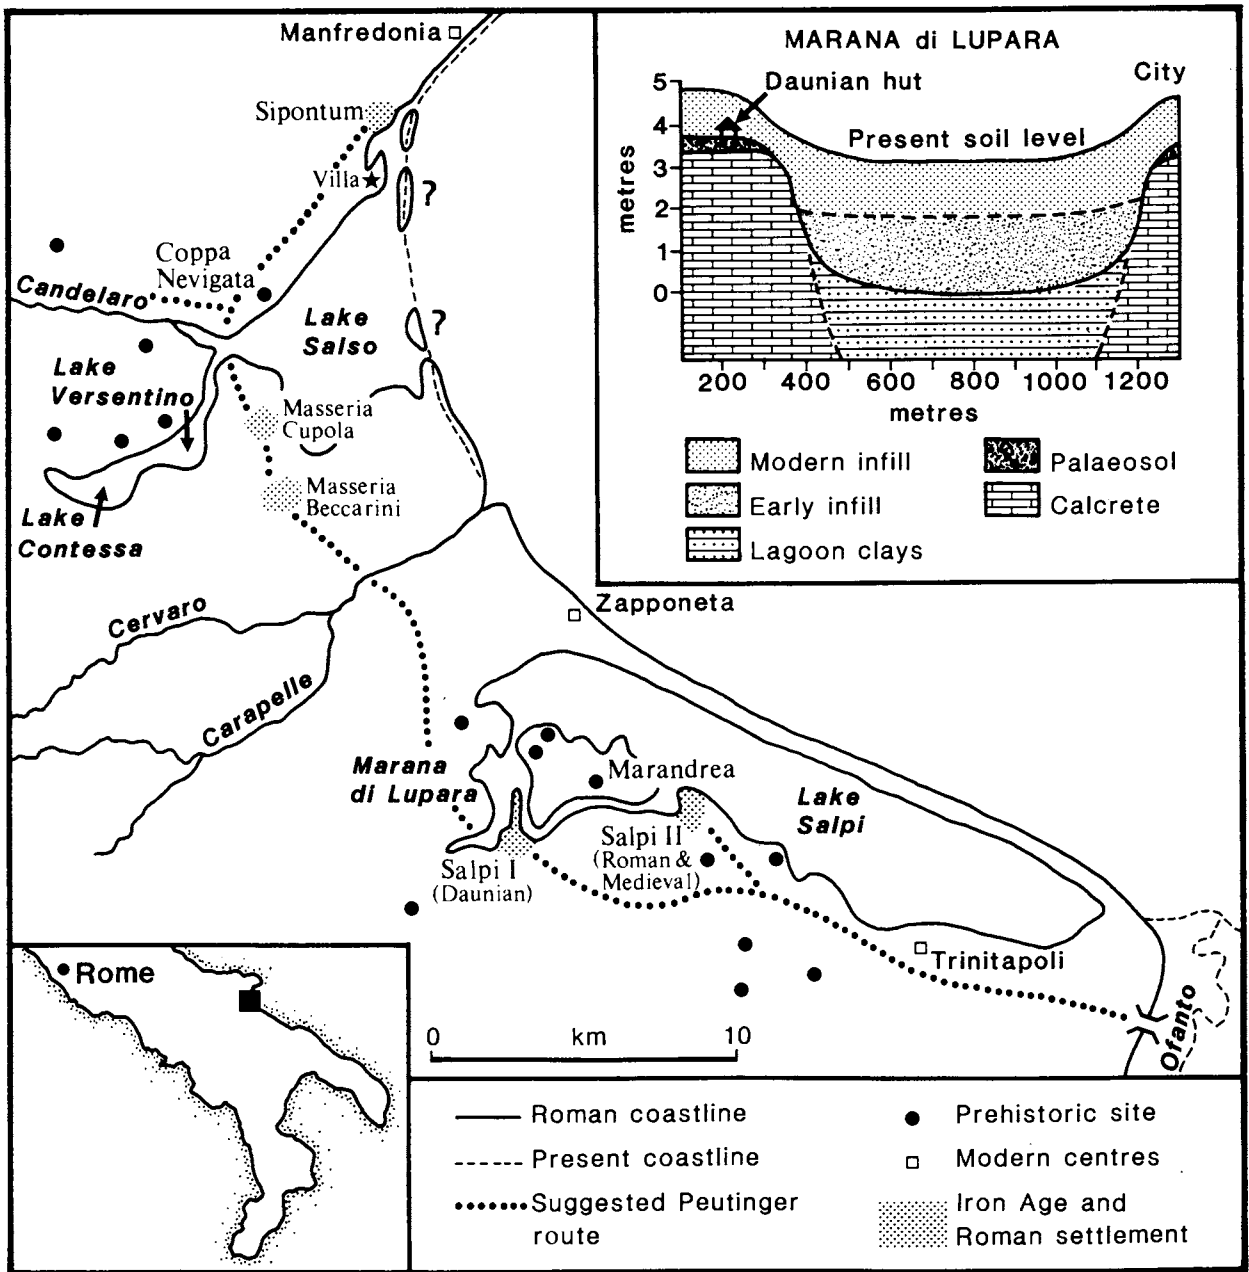 Manfredonia
Sipontum
Villa
?
Coppa
Nevigata
Candelaro
Lake
Salso
?
Lake
Versentino
Masseria
Cupola
Masseria
Beccarini
Lake
Contessa
Cervaro
Carapelle
Zapponeta
Marana
di Lupara
Marandrea
Lake
Salpi
Salpi I
(Daunian)
Salpi II
(Roman &
Medieval)
Trinitapoli
Ofanto
MARANA di LUPARA
City
Daunian hut
Present soil level
metres
5
4
3
2
1
0
200 400 600 800 1000 1200
metres
Modern infill
Early infill
Lagoon clays
Palaeosol
Calcrete
Rome
0 km 10
Roman coastline
Present coastline
Suggested Peutinger
route
Prehistoric site
Modern centres
Iron Age and
Roman settlement